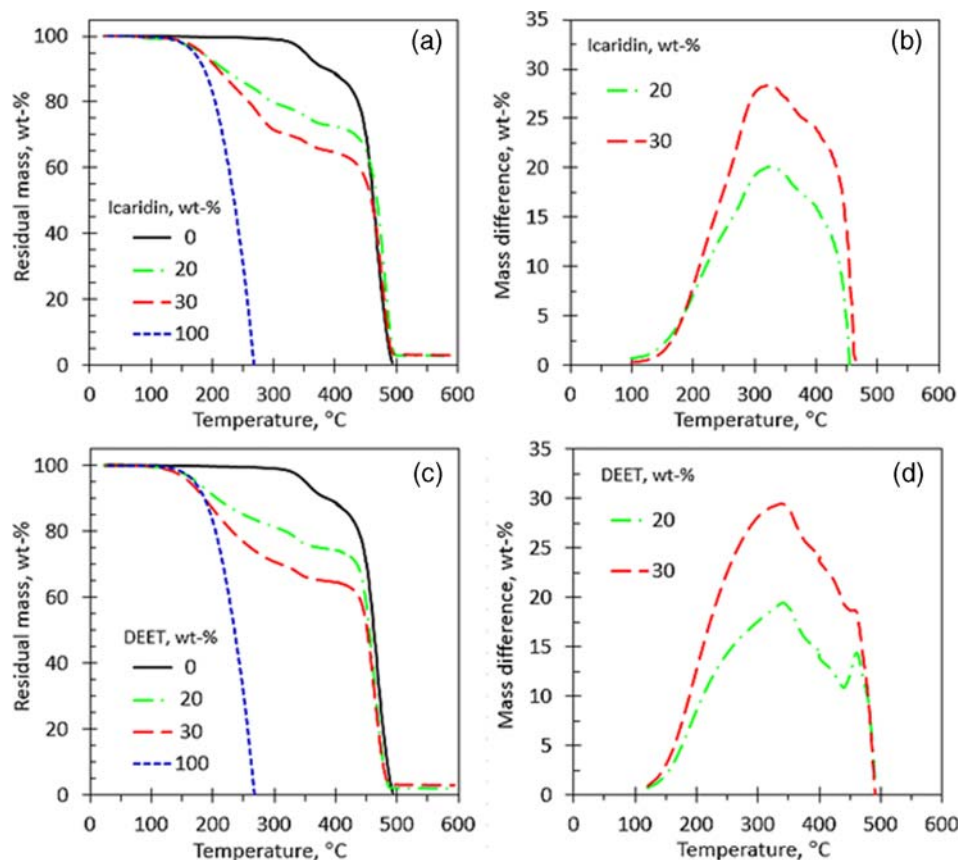 (a)
100
80
60
40
20
0
Residual mass, wt-%
Icaridin, wt-%
0
20
30
100
0 100 200 300 400 500 600
Temperature, °C
(b)
35
30
25
20
15
10
5
0
Mass difference, wt-%
Icaridin, wt-%
20
30
0 100 200 300 400 500 600
Temperature, °C
(c)
100
80
60
40
20
0
Residual mass, wt-%
DEET, wt-%
0
20
30
100
0 100 200 300 400 500 600
Temperature, °C
(d)
35
30
25
20
15
10
5
0
Mass difference, wt-%
DEET, wt-%
20
30
0 100 200 300 400 500 600
Temperature, °C